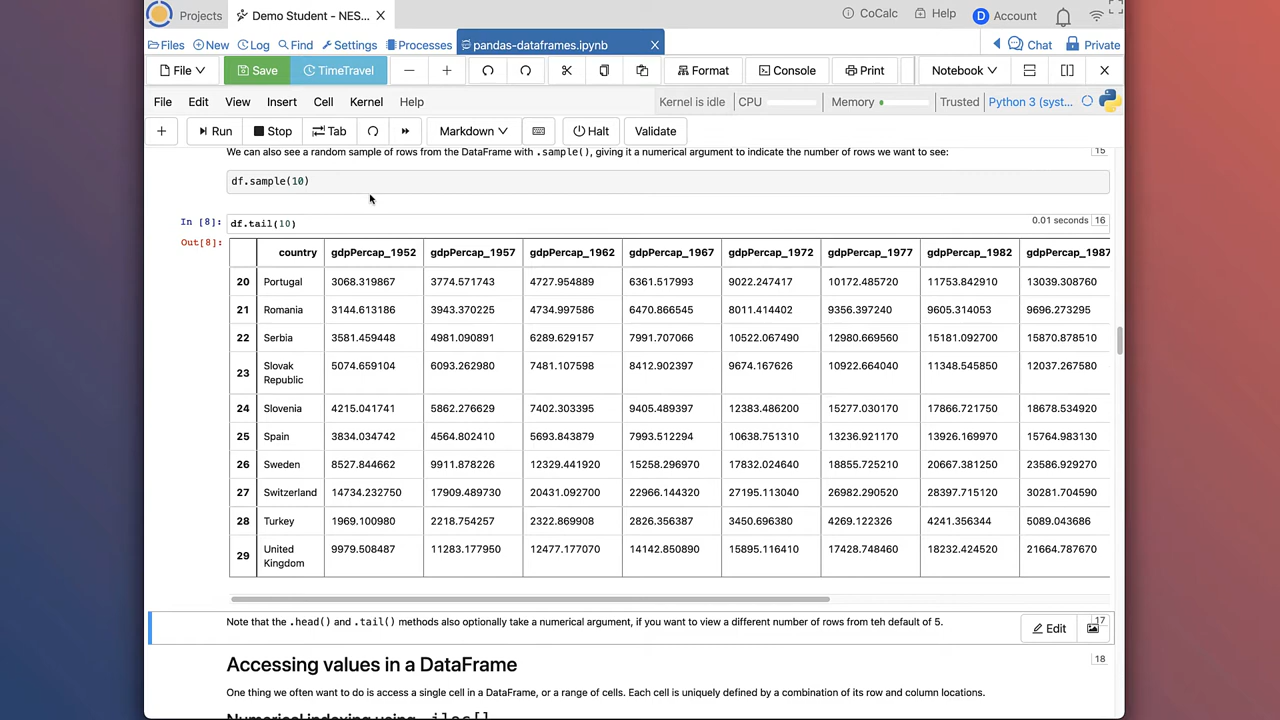 Projects
Demo Student - NES...
CoCalc
Help
Account
Files
New
Log
Find
Settings
Processes
pandas-dataframes.ipynb
Chat
Private
File
Save
TimeTravel
Format
Console
Print
Notebook
File Edit View Insert Cell Kernel Help
Kernel is idle
CPU
Memory
Trusted
Python 3 (syst...
Run
Stop
Tab
Markdown
Halt
Validate
We can also see a random sample of rows from the DataFrame with .sample(), giving it a numerical argument to indicate the number of rows we want to see:
15
df.sample(10)
In [8]: df.tail(10)
0.01 seconds 16
Out[8]:
country gdpPercap_1952 gdpPercap_1957 gdpPercap_1962 gdpPercap_1967 gdpPercap_1972 gdpPercap_1977 gdpPercap_1982 gdpPercap_1987
20 Portugal 3068.319867 3774.571743 4727.954889 6361.517993 9022.247417 10172.485720 11753.842910 13039.308760
21 Romania 3144.613186 3943.370225 4734.997586 6470.866545 8011.414402 9356.397240 9605.314053 9696.273295
22 Serbia 3581.459448 4981.090891 6289.629157 7991.707066 10522.067490 12980.669560 15181.092700 15870.878510
23 Slovak Republic 5074.659104 6093.262980 7481.107598 8412.902397 9674.167626 10922.664040 11348.545850 12037.267580
24 Slovenia 4215.041741 5862.276629 7402.303395 9405.489397 12383.486200 15277.030170 17866.721750 18678.534920
25 Spain 3834.034742 4564.802410 5693.843879 7993.512294 10638.751310 13236.921170 13926.169970 15764.983130
26 Sweden 8527.844662 9911.878226 12329.441920 15258.296970 17832.024640 18855.725210 20667.381250 23586.929270
27 Switzerland 14734.232750 17909.489730 20431.092700 22966.144320 27195.113040 26982.290520 28397.715120 30281.704590
28 Turkey 1969.100980 2218.754257 2322.869908 2826.356387 3450.696380 4269.122326 4241.356344 5089.043686
29 United Kingdom 9979.508487 11283.177950 12477.177070 14142.850890 15895.116410 17428.748460 18232.424520 21664.787670
Note that the .head() and .tail() methods also optionally take a numerical argument, if you want to view a different number of rows from teh default of 5.
Edit
17
Accessing values in a DataFrame
18
One thing we often want to do is access a single cell in a DataFrame, or a range of cells. Each cell is uniquely defined by a combination of its row and column locations.
Numerical indexing using .iloc[]